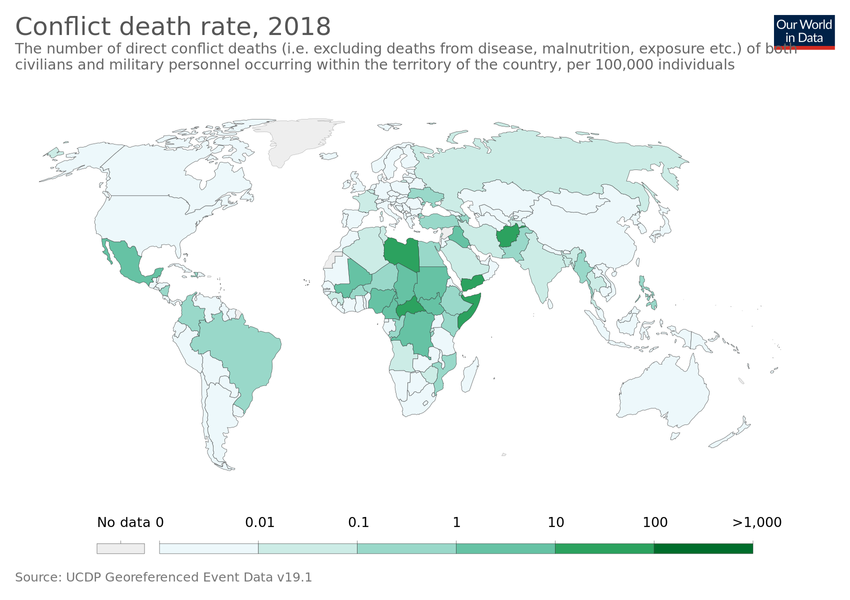 Conflict death rate, 2018
Our World
in Data
The number of direct conflict deaths (i.e. excluding deaths from disease, malnutrition, exposure etc.) of both
civilians and military personnel occurring within the territory of the country, per 100,000 individuals
No data 0 0.01 0.1 1 10 100 >1,000
Source: UCDP Georeferenced Event Data v19.1